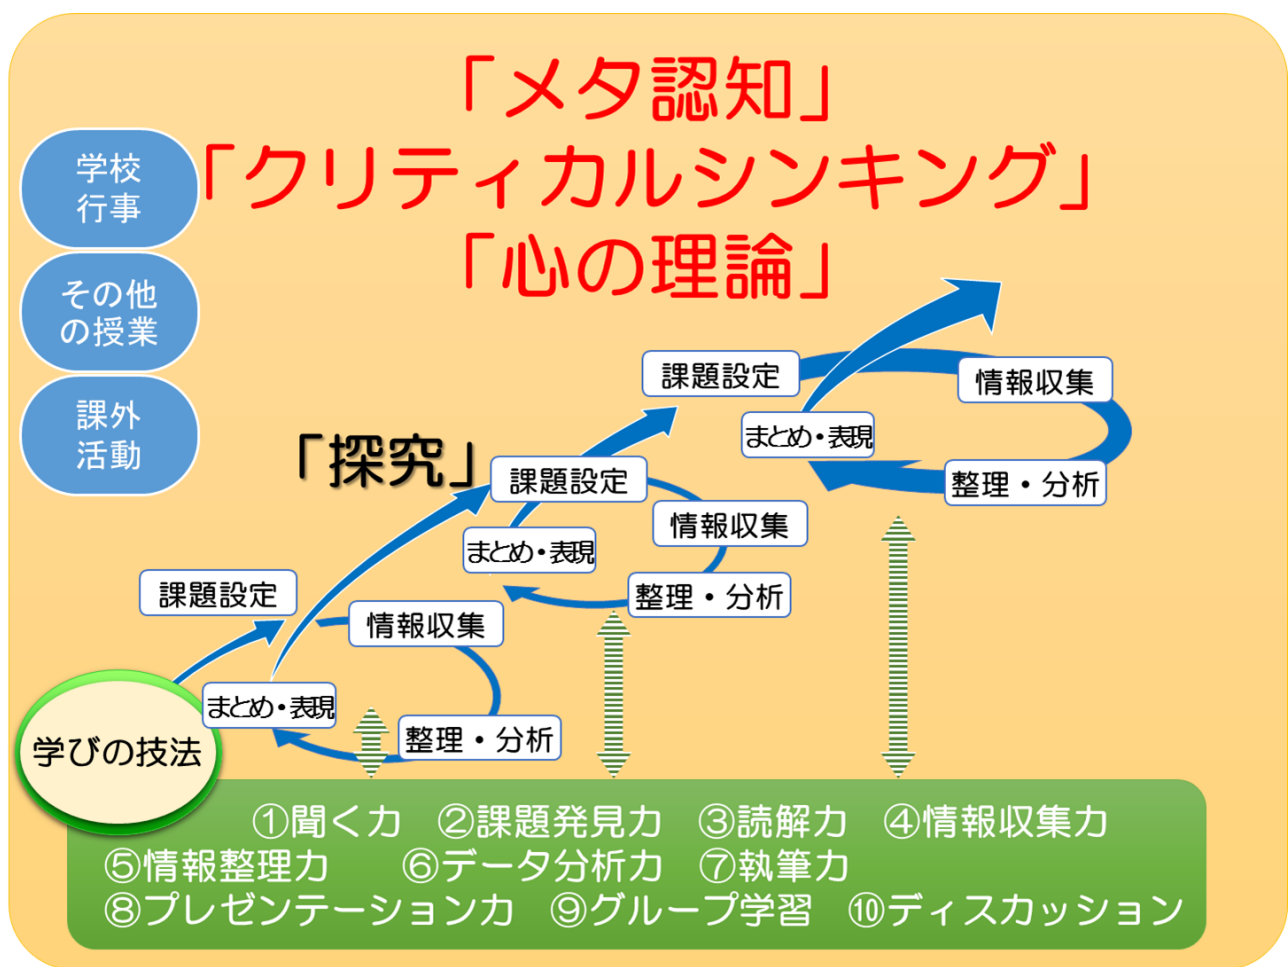 「メタ認知」
「クリティカルシンキング」
「心の理論」
学校
行事
その他
の授業
課外
活動
「探究」
課題設定
情報収集
まとめ・表現
整理・分析
課題設定
情報収集
まとめ・表現
整理・分析
課題設定
情報収集
まとめ・表現
整理・分析
学びの技法
①聞く力 ②課題発見力 ③読解力 ④情報収集力
⑤情報整理力 ⑥データ分析力 ⑦執筆力
⑧プレゼンテーション力 ⑨グループ学習 ⑩ディスカッション